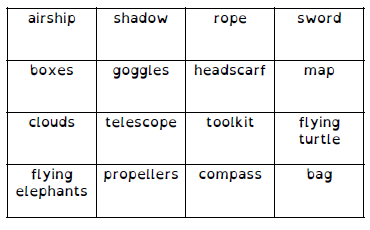 airship shadow rope sword
boxes goggles headscarf map
clouds telescope toolkit flying turtle
flying elephants propellers compass bag